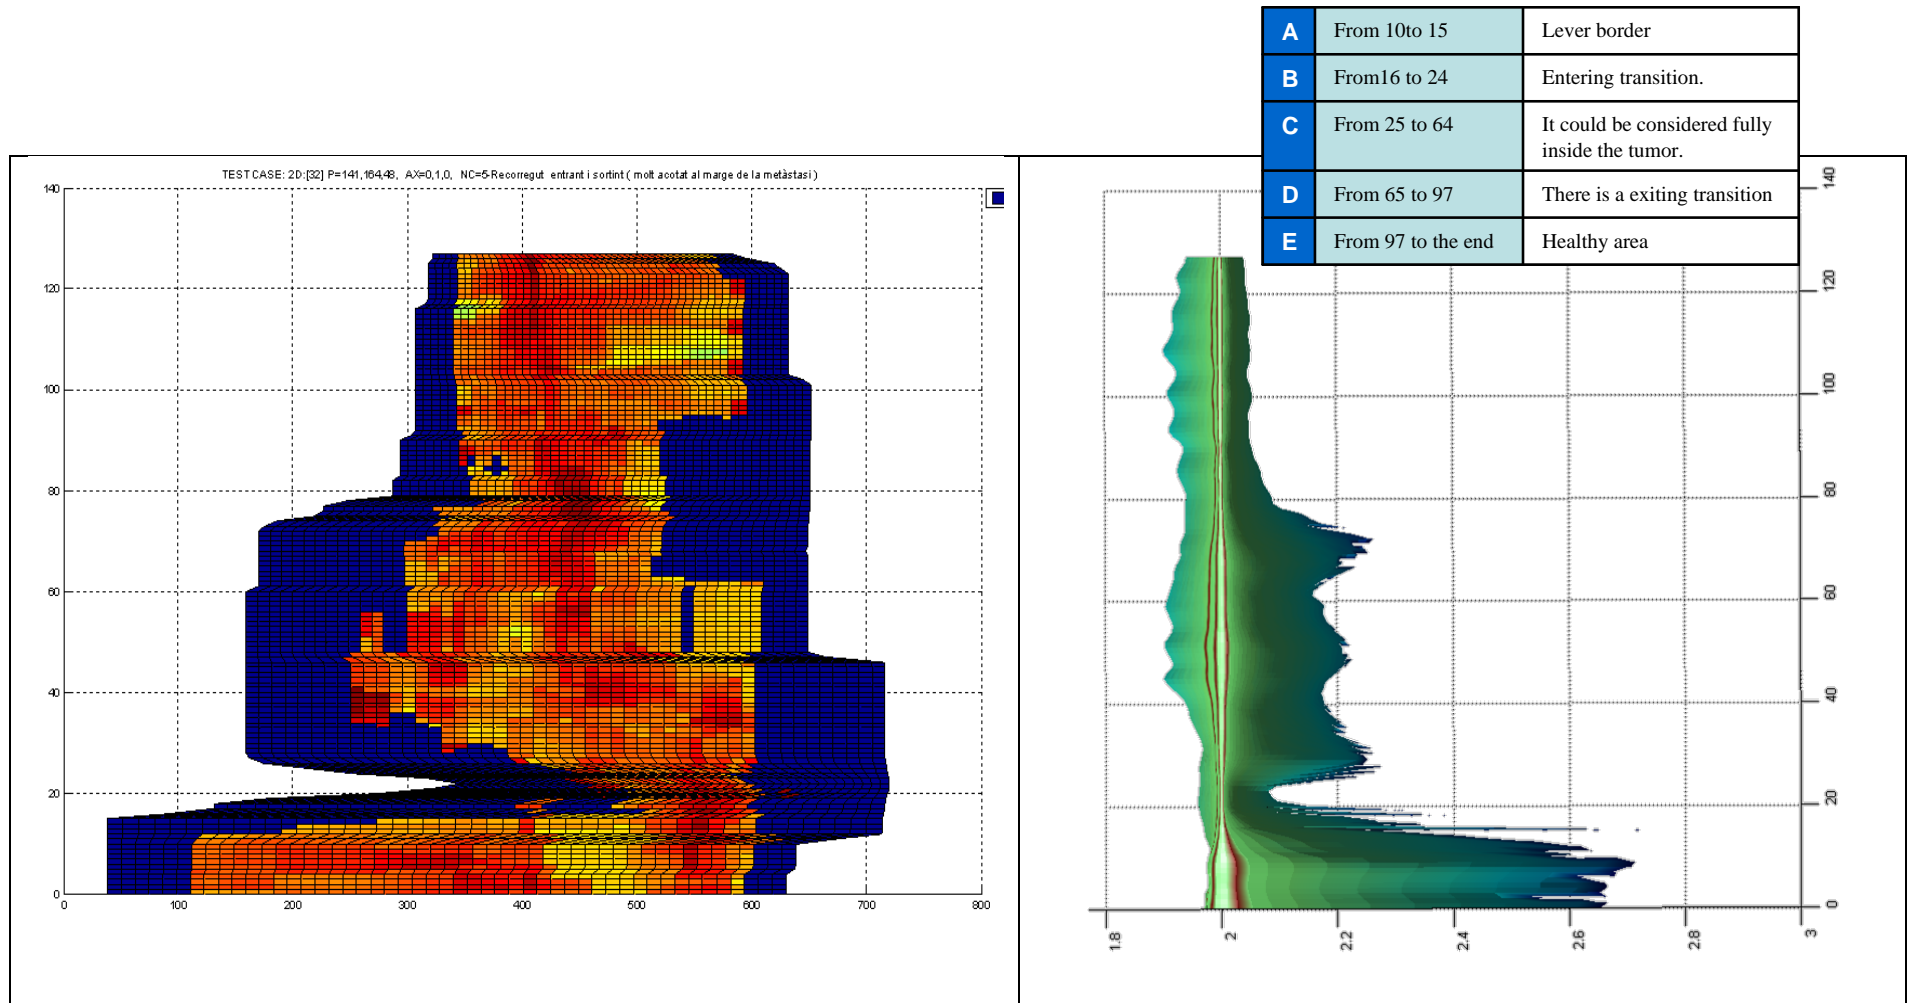 A From 10to 15 Lever border
B From16 to 24 Entering transition.
C From 25 to 64 It could be considered fully
inside the tumor.
D From 65 to 97 There is a exiting transition
E From 97 to the end Healthy area
TEST CASE: 2D:[32] P=141,164,48, AX=0,1,0, NC=5-Recorregut entrant i sortint ( molt acotat al marge de la metàstasi )
140
120
100
80
60
40
20
0
0 100 200 300 400 500 600 700 800
140
120
100
80
60
40
20
0
1.8 2 2.2 2.4 2.6 2.8 3